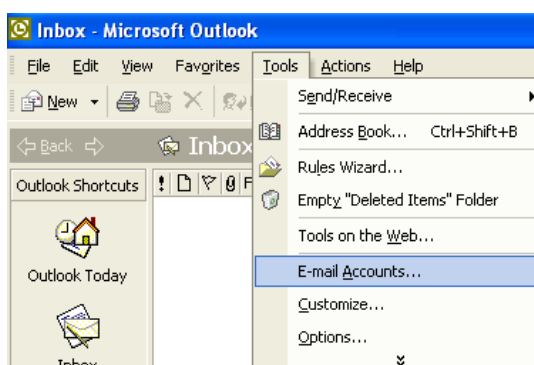 Inbox - Microsoft Outlook
File Edit View Favorites Tools Actions Help
New
Send/Receive
Address Book... Ctrl+Shift+B
Back
Inbox
Rules Wizard...
Outlook Shortcuts
Empty "Deleted Items" Folder
Tools on the Web...
Outlook Today
E-mail Accounts...
Customize...
Options...
Inbox